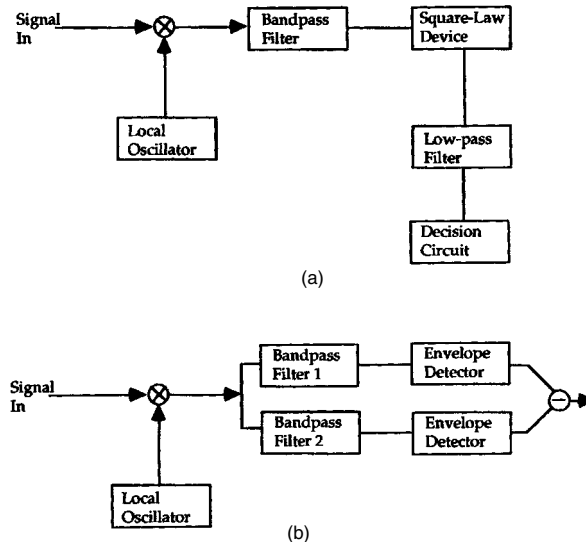 Signal
In
Bandpass
Filter
Square-Law
Device
Local
Oscillator
Low-pass
Filter
Decision
Circuit
(a)
Signal
In
Bandpass
Filter 1
Envelope
Detector
Bandpass
Filter 2
Envelope
Detector
Local
Oscillator
(b)